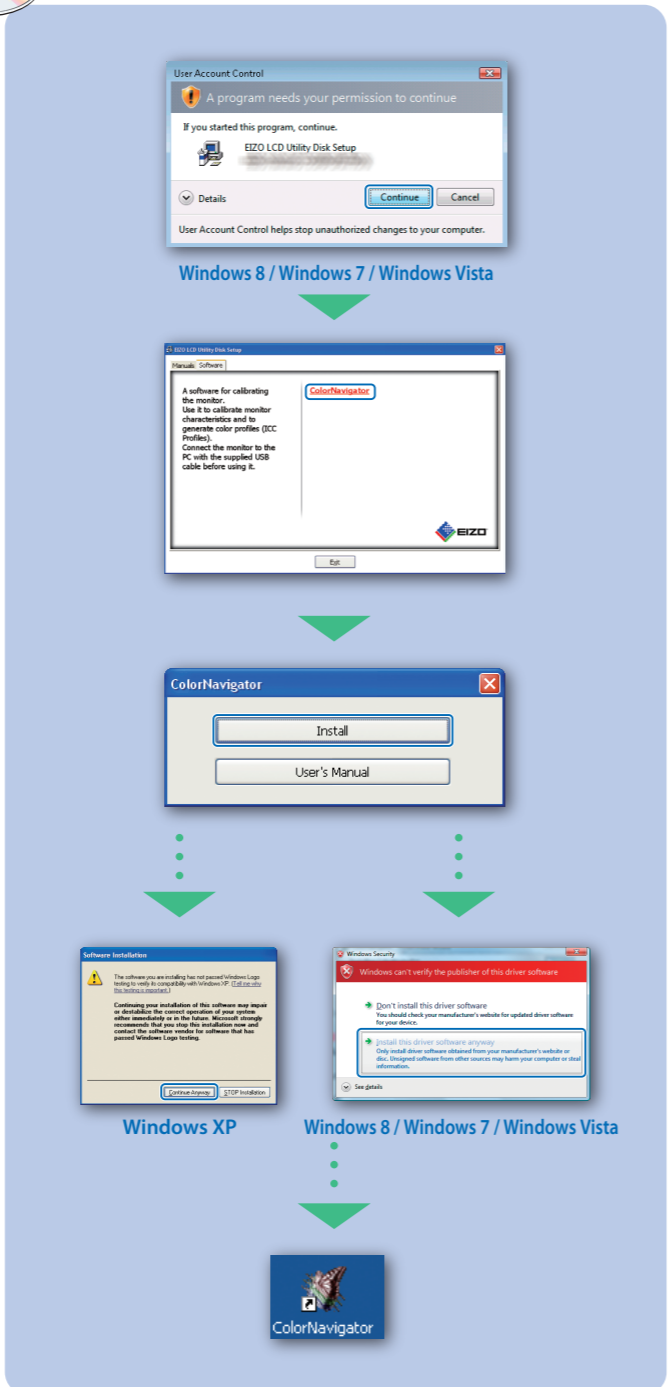 User Account Control
A program needs your permission to continue
If you started this program, continue.
EIZO LCD Utility Disk Setup
Details
Continue
Cancel
User Account Control helps stop unauthorized changes to your computer.
Windows 8 / Windows 7 / Windows Vista
EIZO LCD Utility Disk Setup
Manuals
Software
A software for calibrating
the monitor.
Use it to calibrate monitor
characteristics and to
generate color profiles (ICC
Profiles).
Connect the monitor to the
PC with the supplied USB
cable before using it.
ColorNavigator
EIZO
Exit
ColorNavigator
Install
User's Manual
Software Installation
The software you are installing has not passed Windows Logo
testing to verify its compatibility with Windows XP. (Tell me why
this testing is important.)
Continuing your installation of this software may impair
or destabilize the correct operation of your system
either immediately or in the future. Microsoft strongly
recommends that you stop this installation now and
contact the software vendor for software that has
passed Windows Logo testing.
Continue Anyway
STOP Installation
Windows XP
Windows Security
Windows can't verify the publisher of this driver software
Don't install this driver software
You should check your manufacturer's website for updated driver software
for your device.
Install this driver software anyway
Only install driver software obtained from your manufacturer's website or
disc. Unsigned software from other sources may harm your computer or steal
information.
See details
Windows 8 / Windows 7 / Windows Vista
ColorNavigator